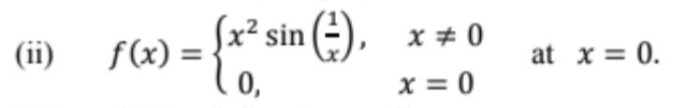 (ii) f(x) = { x² sin (1/x), x ≠ 0 at x = 0.
0, x = 0